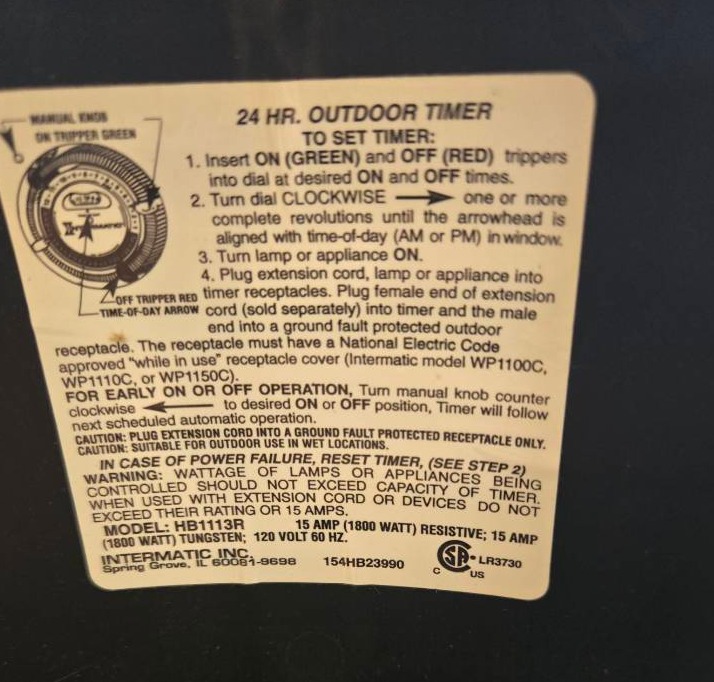 24 HR. OUTDOOR TIMER
MANUAL KNOB
ON TRIPPER GREEN
OFF TRIPPER RED
TIME-OF-DAY ARROW
TO SET TIMER:
1. Insert ON (GREEN) and OFF (RED) trippers
into dial at desired ON and OFF times.
2. Turn dial CLOCKWISE → one or more
complete revolutions until the arrowhead is
aligned with time-of-day (AM or PM) in window.
3. Turn lamp or appliance ON.
4. Plug extension cord, lamp or appliance into
timer receptacles. Plug female end of extension
cord (sold separately) into timer and the male
end into a ground fault protected outdoor
receptacle. The receptacle must have a National Electric Code
approved "while in use" receptacle cover (Intermatic model WP1100C,
WP1110C, or WP1150C).
FOR EARLY ON OR OFF OPERATION, Turn manual knob counter
clockwise ← to desired ON or OFF position, Timer will follow
next scheduled automatic operation.
CAUTION: PLUG EXTENSION CORD INTO A GROUND FAULT PROTECTED RECEPTACLE ONLY.
CAUTION: SUITABLE FOR OUTDOOR USE IN WET LOCATIONS.
IN CASE OF POWER FAILURE, RESET TIMER, (SEE STEP 2)
WARNING: WATTAGE OF LAMPS OR APPLIANCES BEING
CONTROLLED SHOULD NOT EXCEED CAPACITY OF TIMER.
WHEN USED WITH EXTENSION CORD OR DEVICES DO NOT
EXCEED THEIR RATING OR 15 AMPS.
MODEL: HB1113R 15 AMP (1800 WATT) RESISTIVE; 15 AMP
(1800 WATT) TUNGSTEN; 120 VOLT 60 HZ.
INTERMATIC INC.
Spring Grove, IL 60081-9698 154HB23990
C SA US LR3730